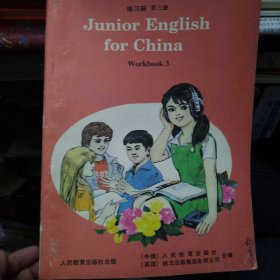 练习册 第三册
Junior English
for China
Workbook 3
人民教育出版社出版
(中国) 人民教育出版社
(英国) 朗文出版集团有限公司 合编